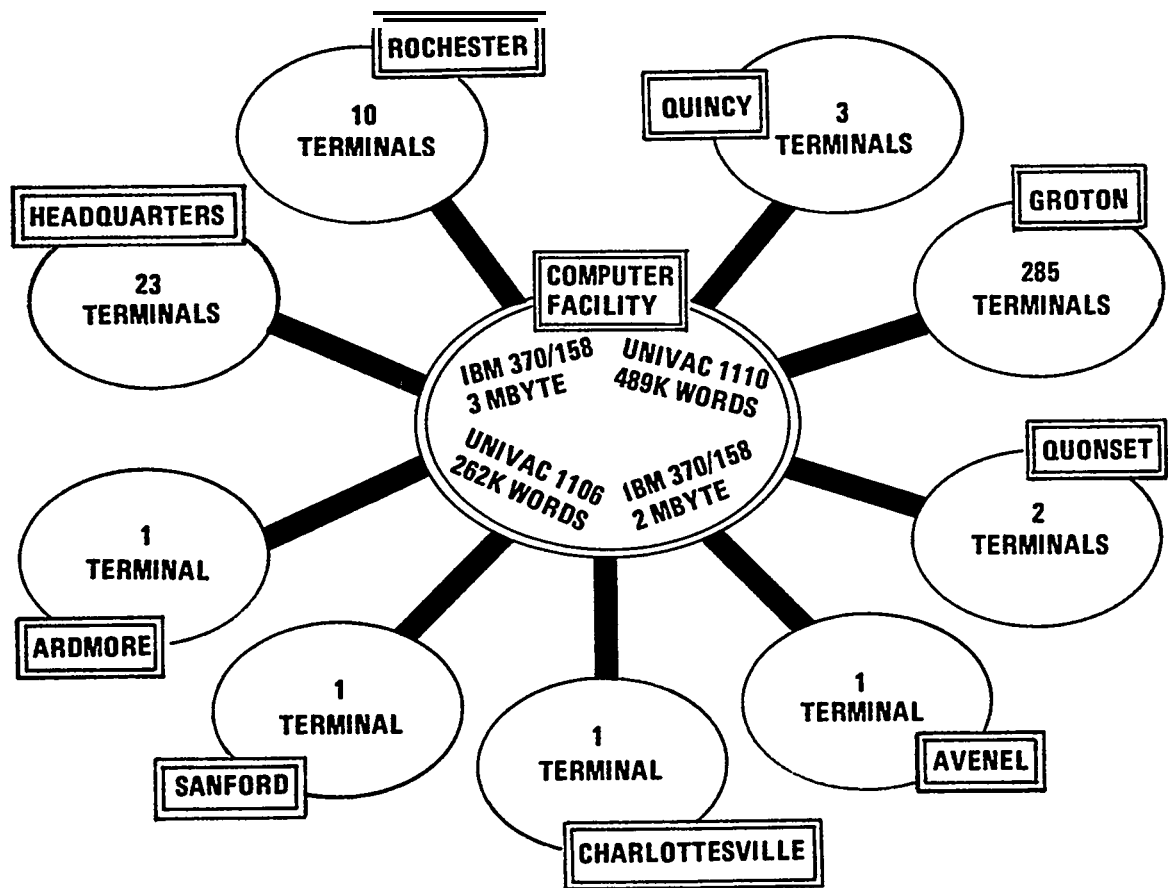 ROCHESTER
10
TERMINALS
QUINCY
3
TERMINALS
HEADQUARTERS
23
TERMINALS
GROTON
285
TERMINALS
COMPUTER
FACILITY
IBM 370/158
3 MBYTE
UNIVAC 1110
489K WORDS
UNIVAC 1106
262K WORDS
IBM 370/158
2 MBYTE
QUONSET
2
TERMINALS
1
TERMINAL
ARDMORE
1
TERMINAL
SANFORD
1
TERMINAL
CHARLOTTESVILLE
1
TERMINAL
AVENEL